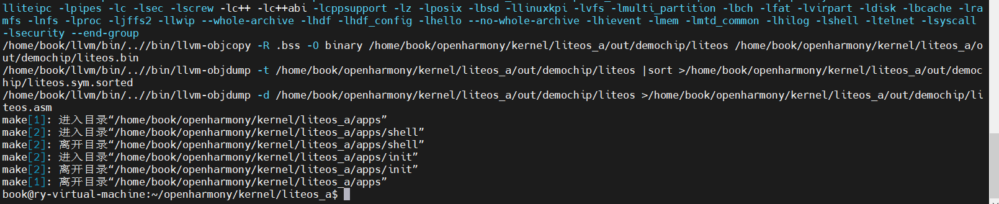 lliteipc -lpipes -lc -lsec -lscrew -lc++ -lc++abi -lcppsupport -lz -lposix -lbsd -llinuxkpi -lvfs -lmulti_partition -lbch -lfat -lvirpart -ldisk -lbcache -lra
mfs -lnfs -lproc -ljffs2 -llwip --whole-archive -lhdf -lhdf_config -lhello --no-whole-archive -lhievent -lmem -lmtd_common -lhilog -lshell -ltelnet -lsyscall
-lsecurity --end-group
/home/book/llvm/bin/..//bin/llvm-objcopy -R .bss -O binary /home/book/openharmony/kernel/liteos_a/out/demochip/liteos /home/book/openharmony/kernel/liteos_a/o
ut/demochip/liteos.bin
/home/book/llvm/bin/..//bin/llvm-objdump -t /home/book/openharmony/kernel/liteos_a/out/demochip/liteos |sort >/home/book/openharmony/kernel/liteos_a/out/democ
hip/liteos.sym.sorted
/home/book/llvm/bin/..//bin/llvm-objdump -d /home/book/openharmony/kernel/liteos_a/out/demochip/liteos >/home/book/openharmony/kernel/liteos_a/out/demochip/li
teos.asm
make[1]: 进入目录“/home/book/openharmony/kernel/liteos_a/apps”
make[2]: 进入目录“/home/book/openharmony/kernel/liteos_a/apps/shell”
make[2]: 离开目录“/home/book/openharmony/kernel/liteos_a/apps/shell”
make[2]: 进入目录“/home/book/openharmony/kernel/liteos_a/apps/init”
make[2]: 离开目录“/home/book/openharmony/kernel/liteos_a/apps/init”
make[1]: 离开目录“/home/book/openharmony/kernel/liteos_a/apps”
book@ry-virtual-machine:~/openharmony/kernel/liteos_a$